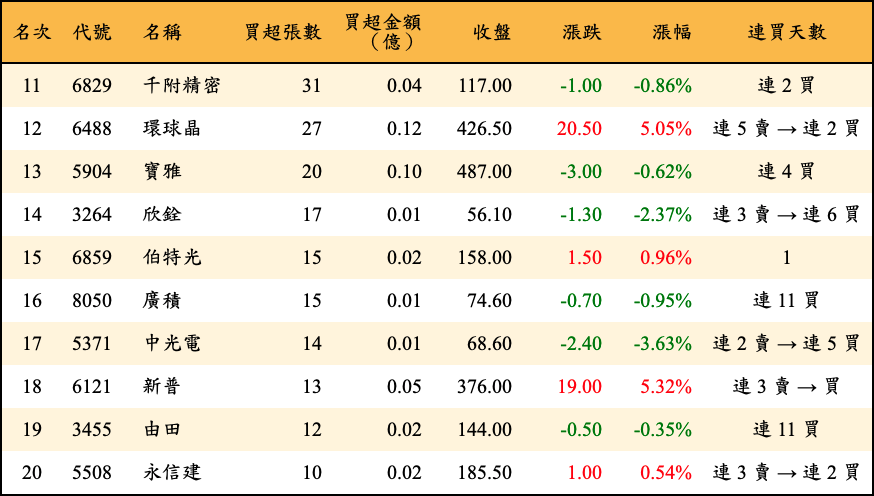 名次 代號 名稱 買超張數 買超金額（億） 收盤 漲跌 漲幅 連買天數
11 6829 千附精密 31 0.04 117.00 -1.00 -0.86% 連 2 買
12 6488 環球晶 27 0.12 426.50 20.50 5.05% 連 5 賣 → 連 2 買
13 5904 寶雅 20 0.10 487.00 -3.00 -0.62% 連 4 買
14 3264 欣銓 17 0.01 56.10 -1.30 -2.37% 連 3 賣 → 連 6 買
15 6859 伯特光 15 0.02 158.00 1.50 0.96% 1
16 8050 廣積 15 0.01 74.60 -0.70 -0.95% 連 11 買
17 5371 中光電 14 0.01 68.60 -2.40 -3.63% 連 2 賣 → 連 5 買
18 6121 新普 13 0.05 376.00 19.00 5.32% 連 3 賣 → 買
19 3455 由田 12 0.02 144.00 -0.50 -0.35% 連 11 買
20 5508 永信建 10 0.02 185.50 1.00 0.54% 連 3 賣 → 連 2 買